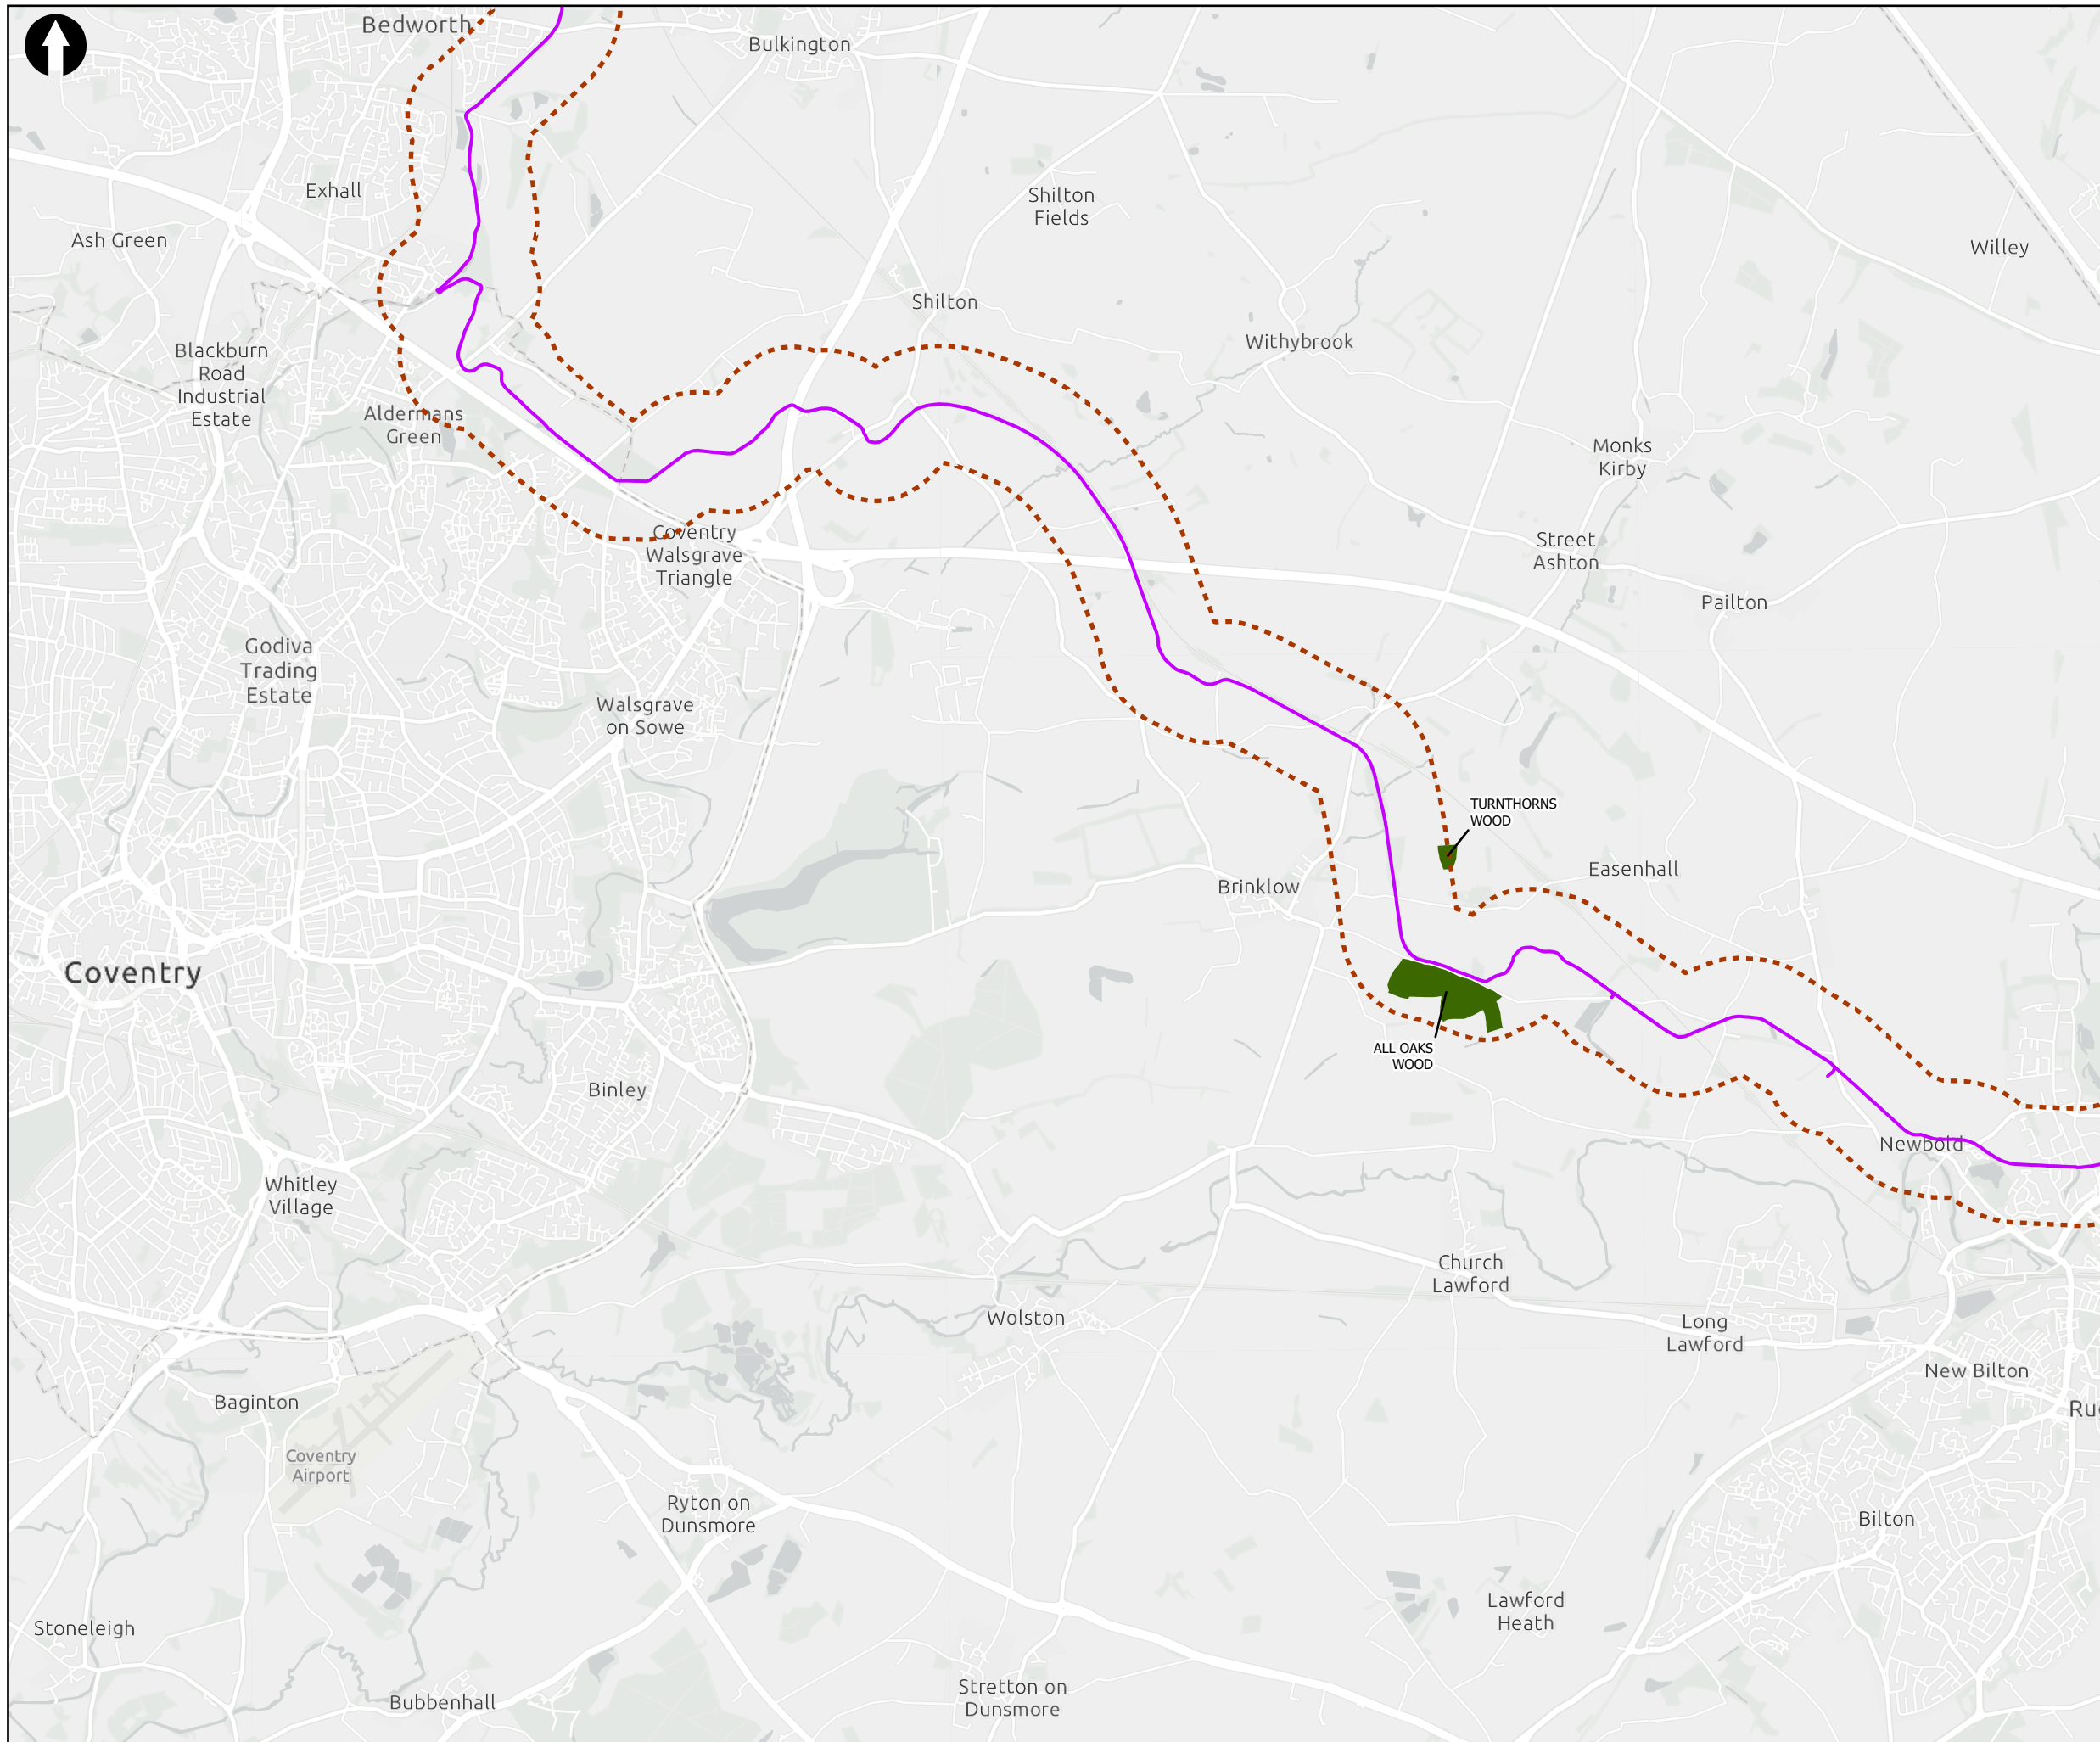 Bedworth
Bulkington
Exhall
Shilton
Fields
Ash Green
Willey
Shilton
Withybrook
Blackburn
Road
Industrial
Estate
Aldermans
Green
Monks
Kirby
Coventry
Walsgrave
Triangle
Street
Ashton
Pailton
Godiva
Trading
Estate
Walsgrave
on Sowe
TURNTHORNS
WOOD
Easenhall
Brinklow
Coventry
ALL OAKS
WOOD
Binley
Newbold
Whitley
Village
Church
Lawford
Wolston
Long
Lawford
New Bilton
Baginton
Ru
Coventry
Airport
Ryton on
Dunsmore
Bilton
Lawford
Heath
Stoneleigh
Stretton on
Dunsmore
Bubbenhall